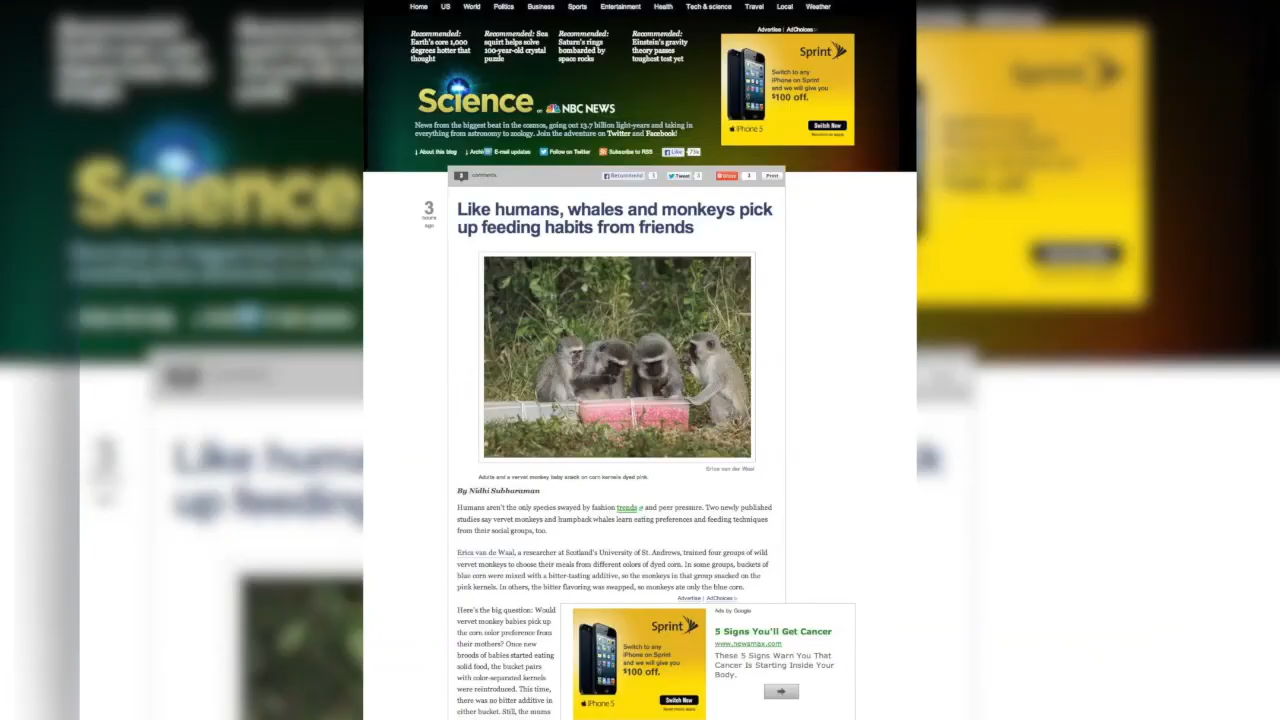 Home US World Politics Business Sports Entertainment Health Tech & science Travel Local Weather
Recommended:
Earth's core 1,000
degrees hotter that
thought
Recommended: Sea
squirt helps solve
100-year-old crystal
puzzle
Recommended:
Saturn's rings
bombarded by
space rocks
Recommended:
Einstein's gravity
theory passes
toughest test yet
Advertise | AdChoices
Sprint
Switch to any
iPhone on Sprint
and we will give you
$100 off.
iPhone 5
Switch Now
Restrictions apply.
Science on NBC NEWS
News from the biggest beat in the cosmos, going out 13.7 billion light-years and taking in
everything from astronomy to zoology. Join the adventure on Twitter and Facebook!
↓ About this blog ↓ Archiv E-mail updates Follow on Twitter Subscribe to RSS Like 73k
3 comments Recommend 5 Tweet 3 Share 3 Print
3
hours
ago
Like humans, whales and monkeys pick
up feeding habits from friends
Erica van der Waal
Adults and a vervet monkey baby snack on corn kernels dyed pink.
By Nidhi Subbaraman
Humans aren't the only species swayed by fashion trends and peer pressure. Two newly published
studies say vervet monkeys and humpback whales learn eating preferences and feeding techniques
from their social groups, too.
Erica van de Waal, a researcher at Scotland's University of St. Andrews, trained four groups of wild
vervet monkeys to choose their meals from different colors of dyed corn. In some groups, buckets of
blue corn were mixed with a bitter-tasting additive, so the monkeys in that group snacked on the
pink kernels. In others, the bitter flavoring was swapped, so monkeys ate only the blue corn.
Advertise | AdChoices
Here's the big question: Would
vervet monkey babies pick up
the corn color preference from
their mothers? Once new
broods of babies started eating
solid food, the bucket pairs
with color-separated kernels
were reintroduced. This time,
there was no bitter additive in
either bucket. Still, the moms
Sprint
Switch to any
iPhone on Sprint
and we will give you
$100 off.
iPhone 5
Switch Now
Restrictions apply.
Ads by Google
5 Signs You'll Get Cancer
www.newsmax.com
These 5 Signs Warn You That
Cancer Is Starting Inside Your
Body.